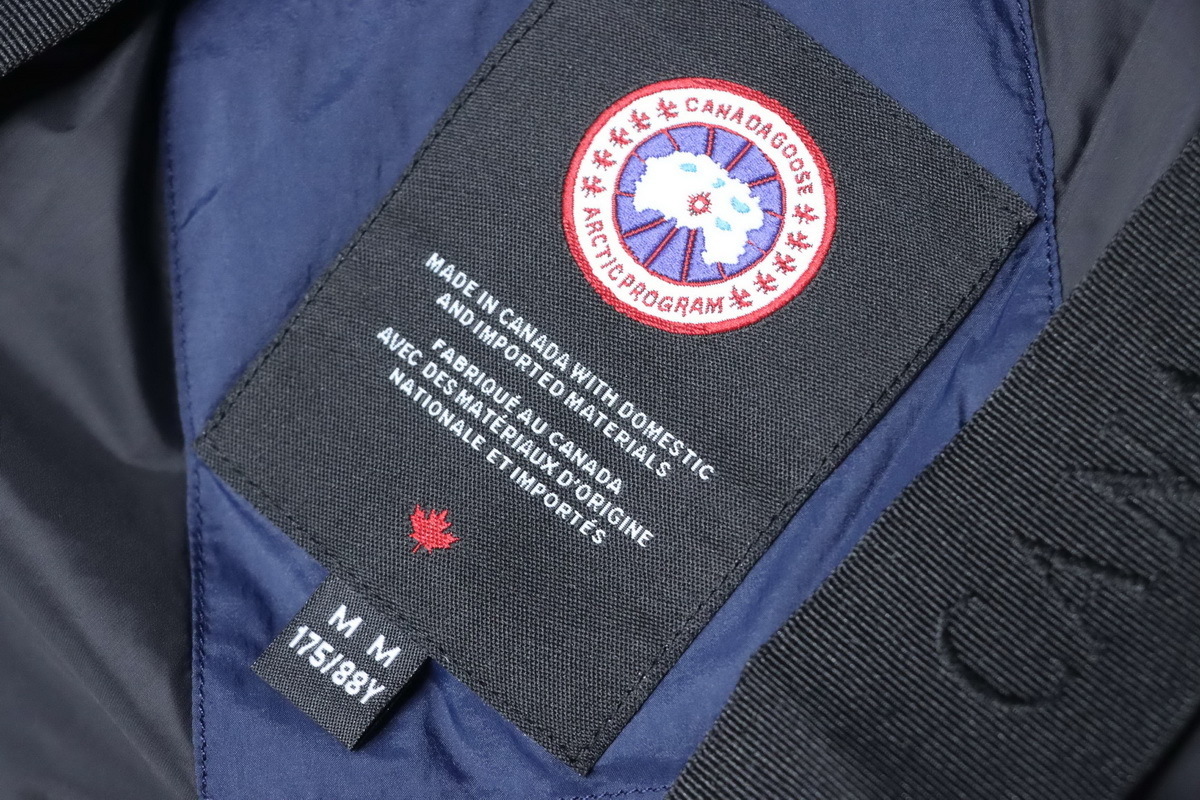 CANADA GOOSE
ARCTIC PROGRAM
MADE IN CANADA WITH DOMESTIC
AND IMPORTED MATERIALS
FABRIQUÉ AU CANADA
AVEC DES MATÉRIAUX D'ORIGINE
NATIONALE ET IMPORTÉS
M M
175/88Y